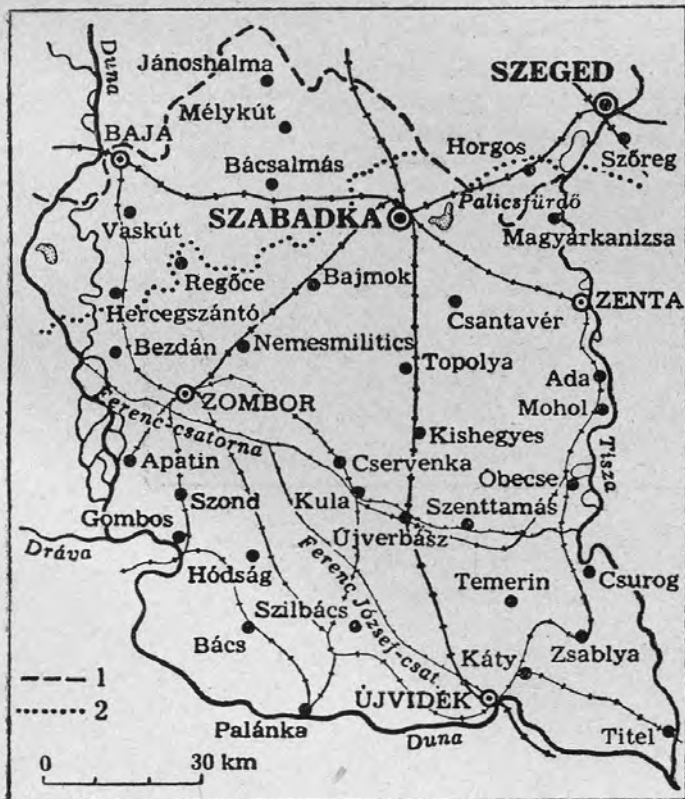 Duna
Jánoshalma
SZEGED
Mélykút
BAJA
Horgos
Szőreg
Bácsalmás
Palicsfürdő
SZABADKA
Vaskút
Magyarkanizsa
Regőce
Bajmok
Hercegszántó
Csantavér
ZENTA
Bezdán
Nemesmilitics
Topolya
Ada
ZOMBOR
Mohol
Ferenc-csatorna
Kishegyes
Tisza
Apatin
Cservenka
Óbecse
Szond
Kula
Szenttamás
Gombos
Újverbász
Dráva
Hódság
Ferenc József-csat.
Temerin
Csurog
Szilbács
Bács
Káty
Zsablya
1
2
ÚJVIDÉK
Palánka
Duna
Titel
0 30 km